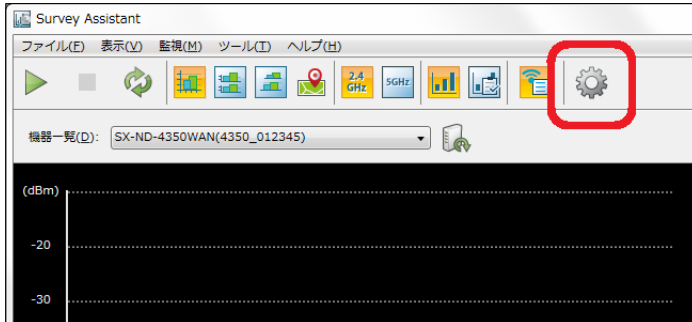 Survey Assistant
ファイル(F) 表示(V) 監視(M) ツール(T) ヘルプ(H)
2.4 GHz 5GHz
機器一覧(D): SX-ND-4350WAN(4350_012345)
(dBm)
-20
-30